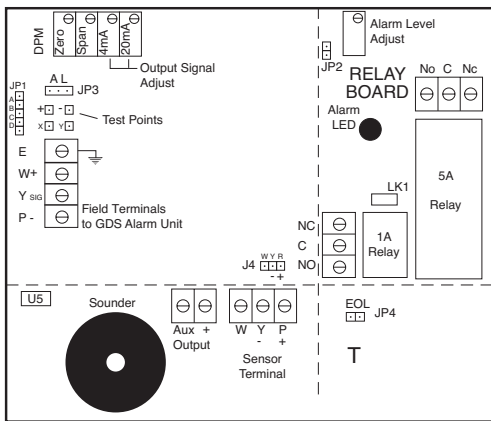 DPM
Zero
Span
4mA
20mA
Output Signal
Adjust
Alarm Level
Adjust
JP2
RELAY
BOARD
No C Nc
Alarm
LED
JP1
A
B
C
D
A L
JP3
+ -
X Y
Test Points
E
W+
Y SIG
P -
Field Terminals
to GDS Alarm Unit
5A
Relay
LK1
NC
C
NO
1A
Relay
J4
W Y R
- +
U5
Sounder
Aux +
Output
W Y P
- +
Sensor
Terminal
EOL
JP4
T